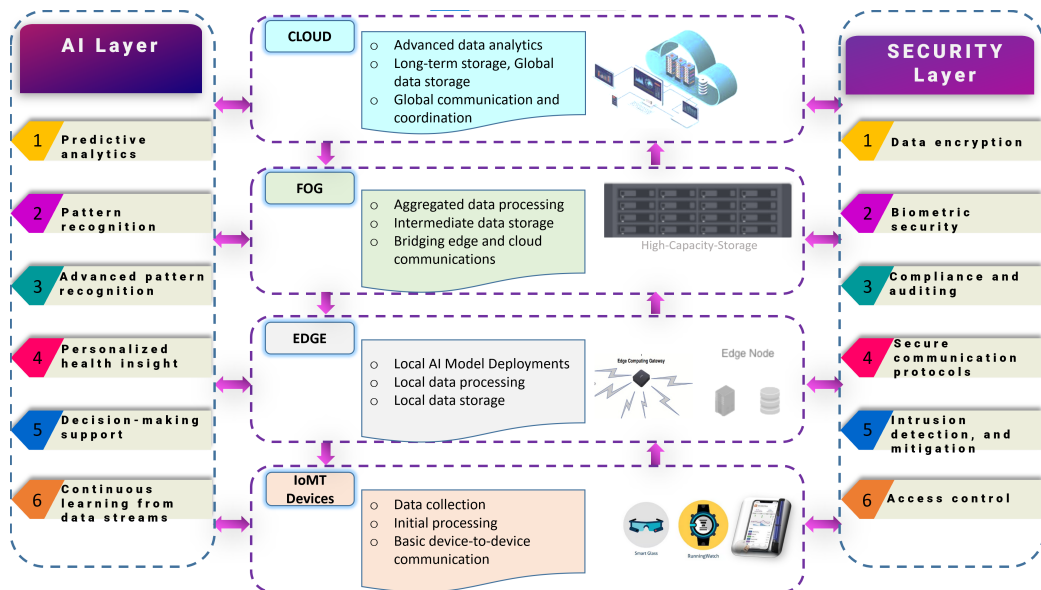 AI Layer
1
Predictive
analytics
2
Pattern
recognition
3
Advanced pattern
recognition
4
Personalized
health insight
5
Decision-making
support
6
Continuous
learning from
data streams
CLOUD
o Advanced data analytics
o Long-term storage, Global
data storage
o Global communication and
coordination
FOG
o Aggregated data processing
o Intermediate data storage
o Bridging edge and cloud
communications
High-Capacity-Storage
EDGE
o Local AI Model Deployments
o Local data processing
o Local data storage
Edge Computing Gateway
Edge Node
IoMT
Devices
o Data collection
o Initial processing
o Basic device-to-device
communication
Smart Glass
RunningWatch
SECURITY
Layer
1
Data encryption
2
Biometric
security
3
Compliance and
auditing
4
Secure
communication
protocols
5
Intrusion
detection, and
mitigation
6
Access control